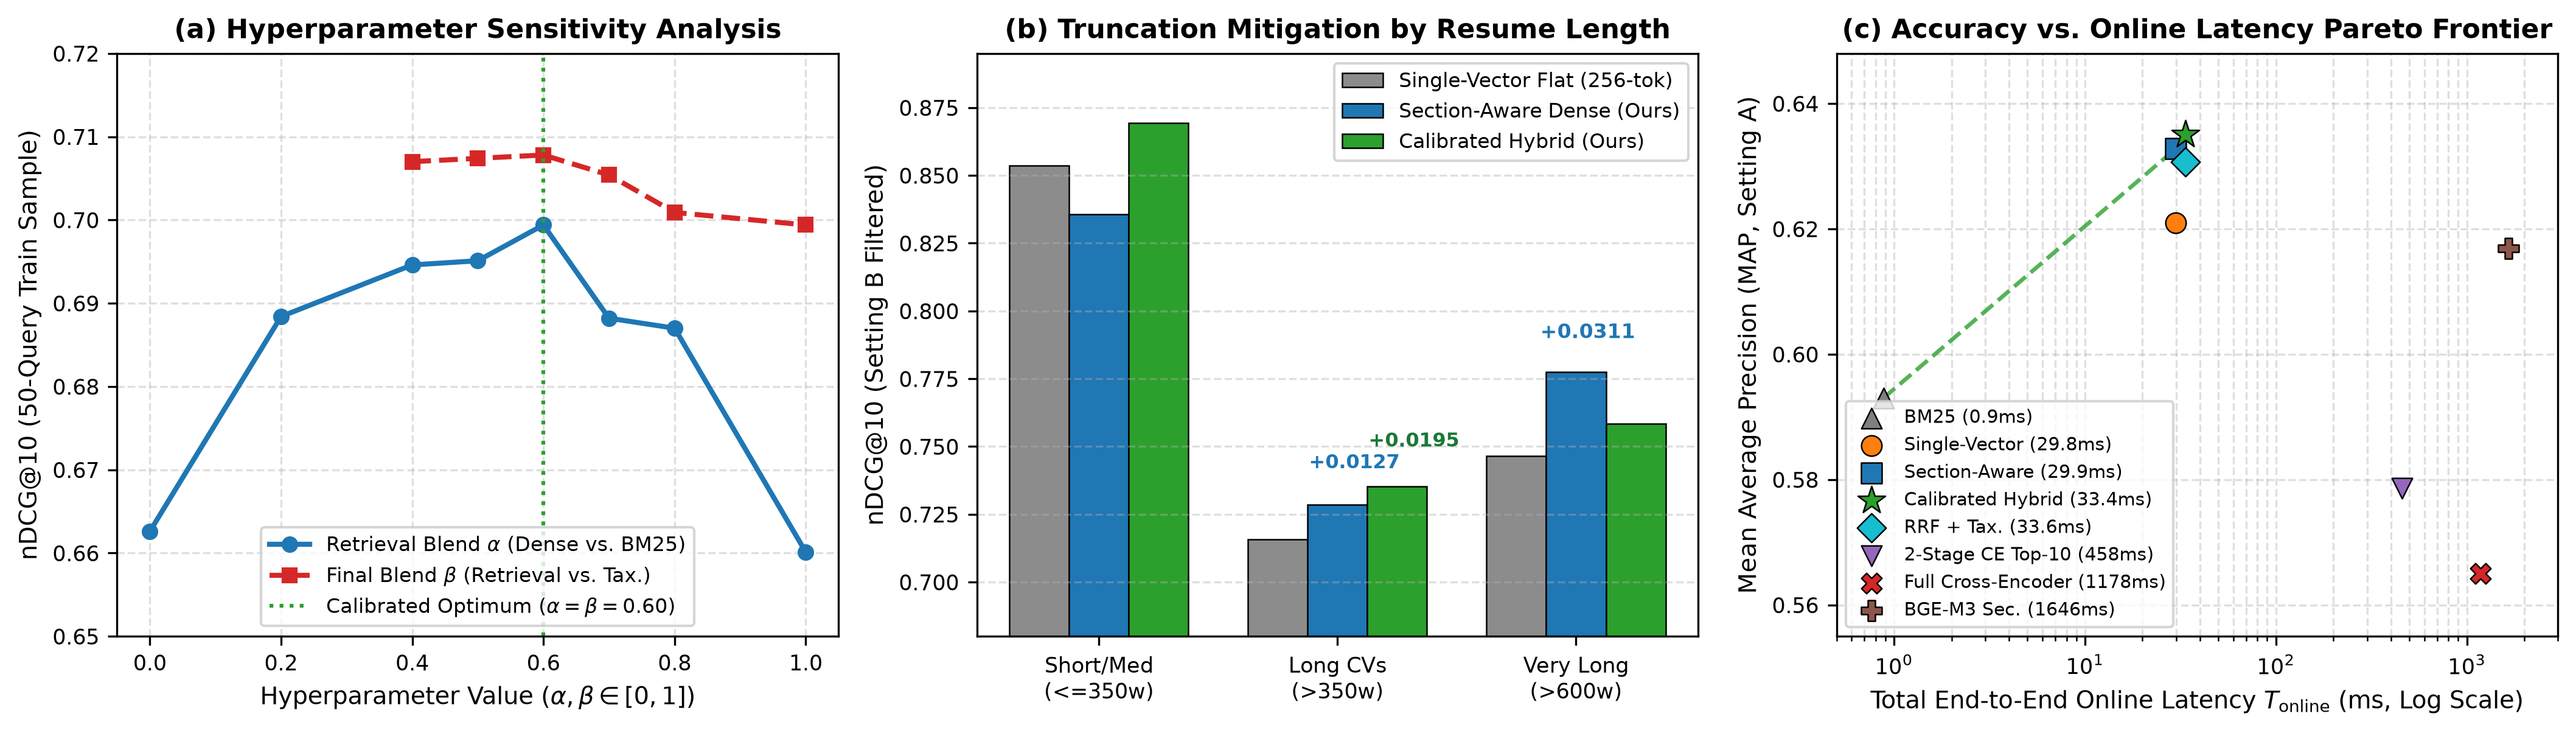 (a) Hyperparameter Sensitivity Analysis
nDCG@10 (50-Query Train Sample)
0.72
0.71
0.70
0.69
0.68
0.67
0.66
0.65
Retrieval Blend α (Dense vs. BM25)
Final Blend β (Retrieval vs. Tax.)
Calibrated Optimum (α = β = 0.60)
0.0 0.2 0.4 0.6 0.8 1.0
Hyperparameter Value (α, β ∈ [0, 1])
(b) Truncation Mitigation by Resume Length
nDCG@10 (Setting B Filtered)
0.875
0.850
0.825
0.800
0.775
0.750
0.725
0.700
Single-Vector Flat (256-tok)
Section-Aware Dense (Ours)
Calibrated Hybrid (Ours)
+0.0311
+0.0195
+0.0127
Short/Med
(<=350w)
Long CVs
(>350w)
Very Long
(>600w)
(c) Accuracy vs. Online Latency Pareto Frontier
Mean Average Precision (MAP, Setting A)
0.64
0.62
0.60
0.58
0.56
BM25 (0.9ms)
Single-Vector (29.8ms)
Section-Aware (29.9ms)
Calibrated Hybrid (33.4ms)
RRF + Tax. (33.6ms)
2-Stage CE Top-10 (458ms)
Full Cross-Encoder (1178ms)
BGE-M3 Sec. (1646ms)
10⁰ 10¹ 10² 10³
Total End-to-End Online Latency T_online (ms, Log Scale)